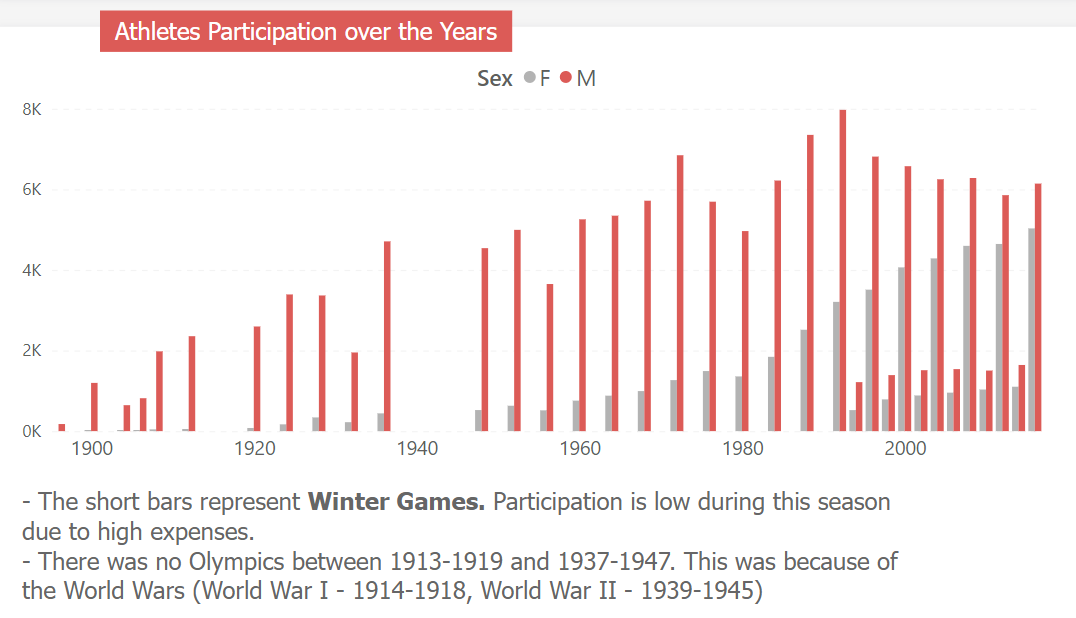 Athletes Participation over the Years
Sex F M
8K
6K
4K
2K
0K
1900 1920 1940 1960 1980 2000
- The short bars represent Winter Games. Participation is low during this season
due to high expenses.
- There was no Olympics between 1913-1919 and 1937-1947. This was because of
the World Wars (World War I - 1914-1918, World War II - 1939-1945)